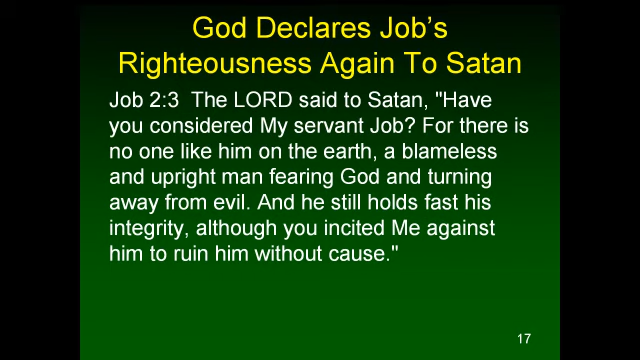 God Declares Job’s
Righteousness Again To Satan
Job 2:3  The LORD said to Satan, "Have
you considered My servant Job? For there is
no one like him on the earth, a blameless
and upright man fearing God and turning
away from evil. And he still holds fast his
integrity, although you incited Me against
him to ruin him without cause."
17